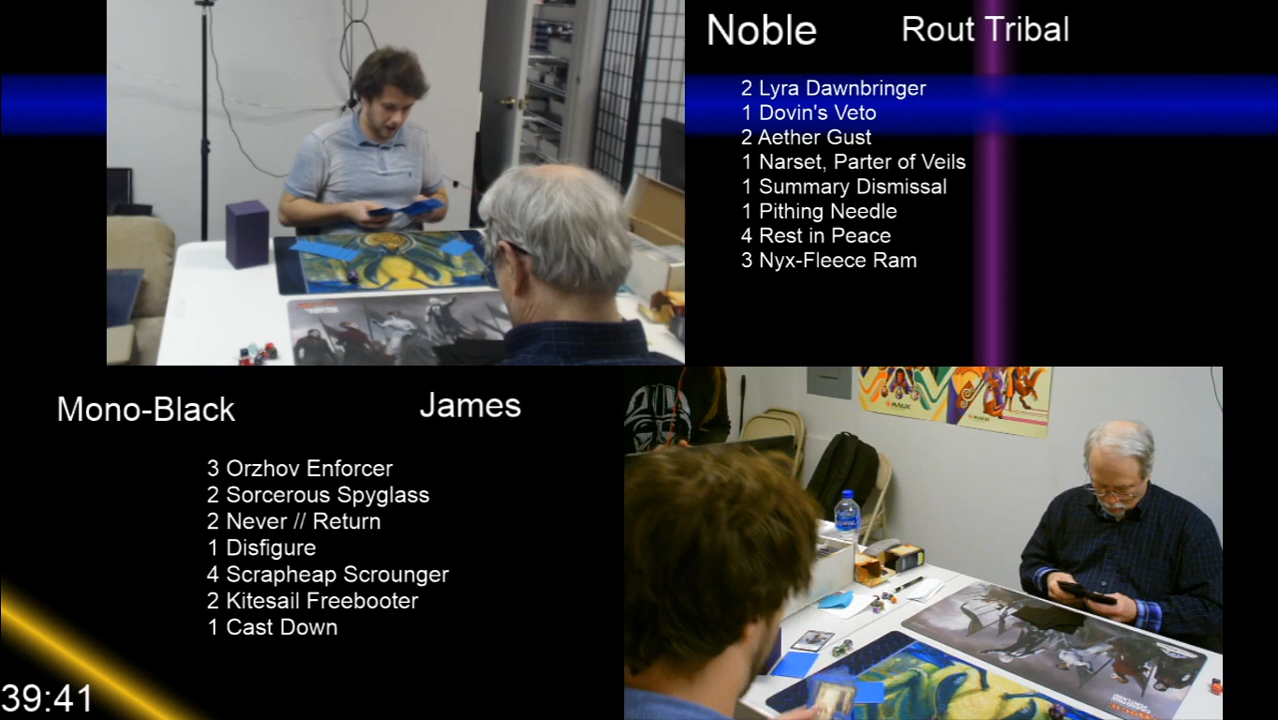 Noble
Rout Tribal
2 Lyra Dawnbringer
1 Dovin's Veto
2 Aether Gust
1 Narset, Parter of Veils
1 Summary Dismissal
1 Pithing Needle
4 Rest in Peace
3 Nyx-Fleece Ram
Mono-Black
James
3 Orzhov Enforcer
2 Sorcerous Spyglass
2 Never // Return
1 Disfigure
4 Scrapheap Scrounger
2 Kitesail Freebooter
1 Cast Down
39:41